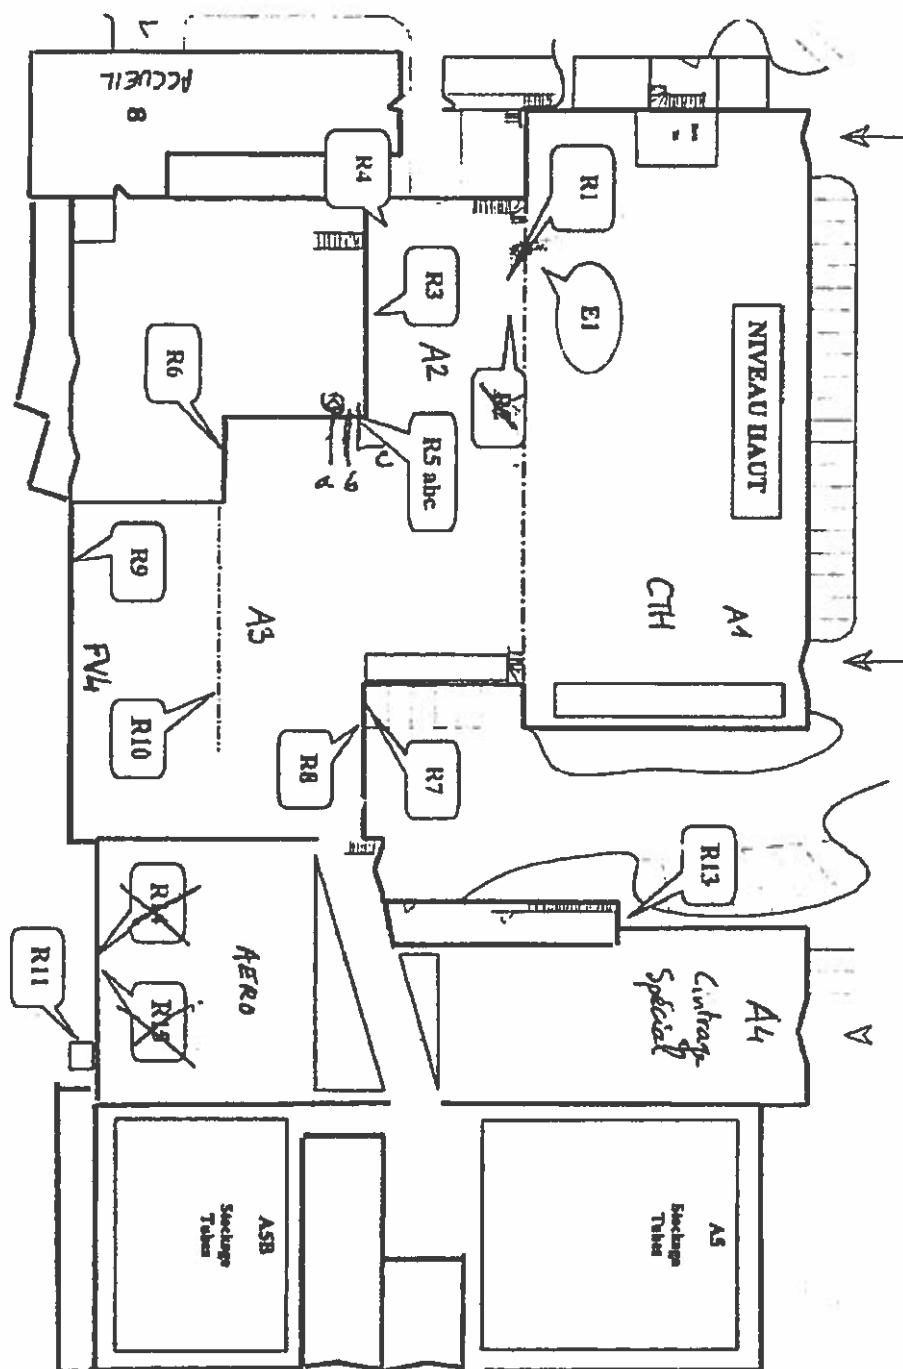 ACCUEIL
8
R4
R1
R3
E1
NIVEAU HAUT
A2
R6
R5 abc
a
b
c
R9
A3
CTH
A1
FV4
R10
R8
R7
R13
R11
AERO
Cintrage
Spécial
A4
A5B
Stockage
Tubes
A5
Stockage
Tubes